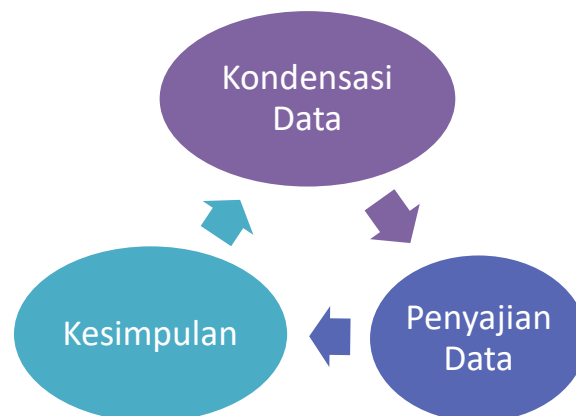 Kondensasi
Data
Penyajian
Data
Kesimpulan